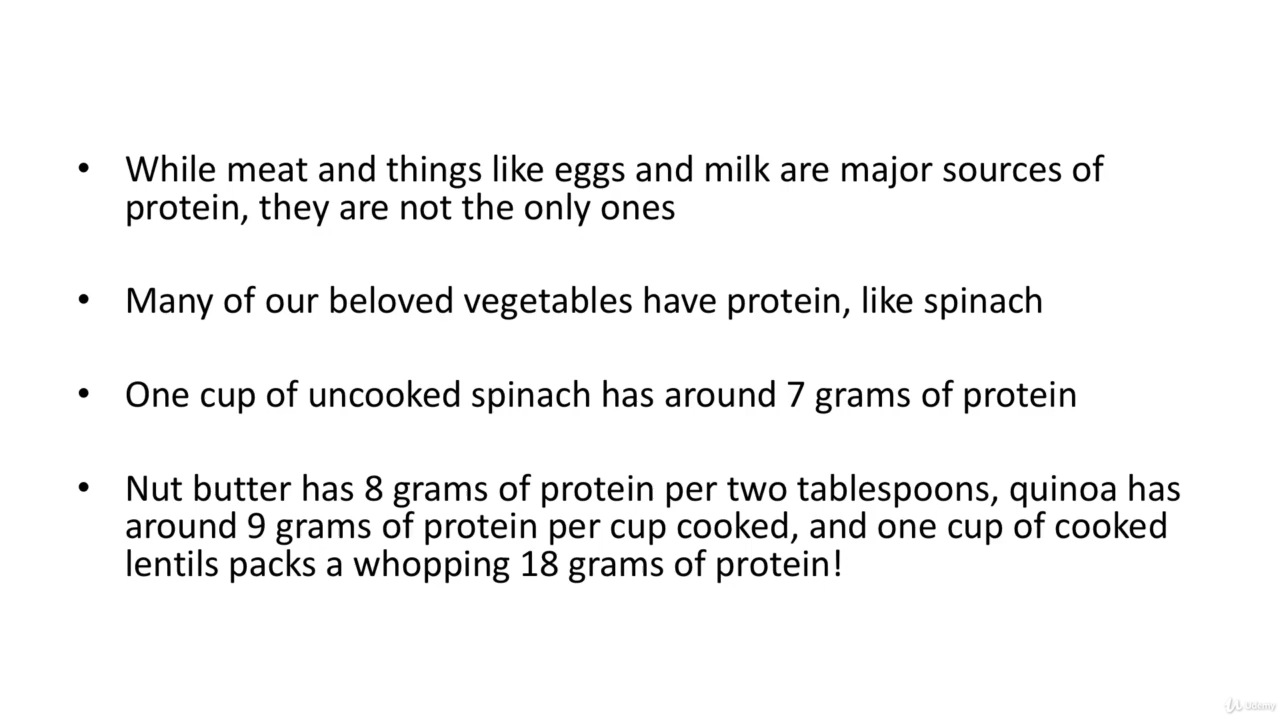 • While meat and things like eggs and milk are major sources of
protein, they are not the only ones
• Many of our beloved vegetables have protein, like spinach
• One cup of uncooked spinach has around 7 grams of protein
• Nut butter has 8 grams of protein per two tablespoons, quinoa has
around 9 grams of protein per cup cooked, and one cup of cooked
lentils packs a whopping 18 grams of protein!
Udemy